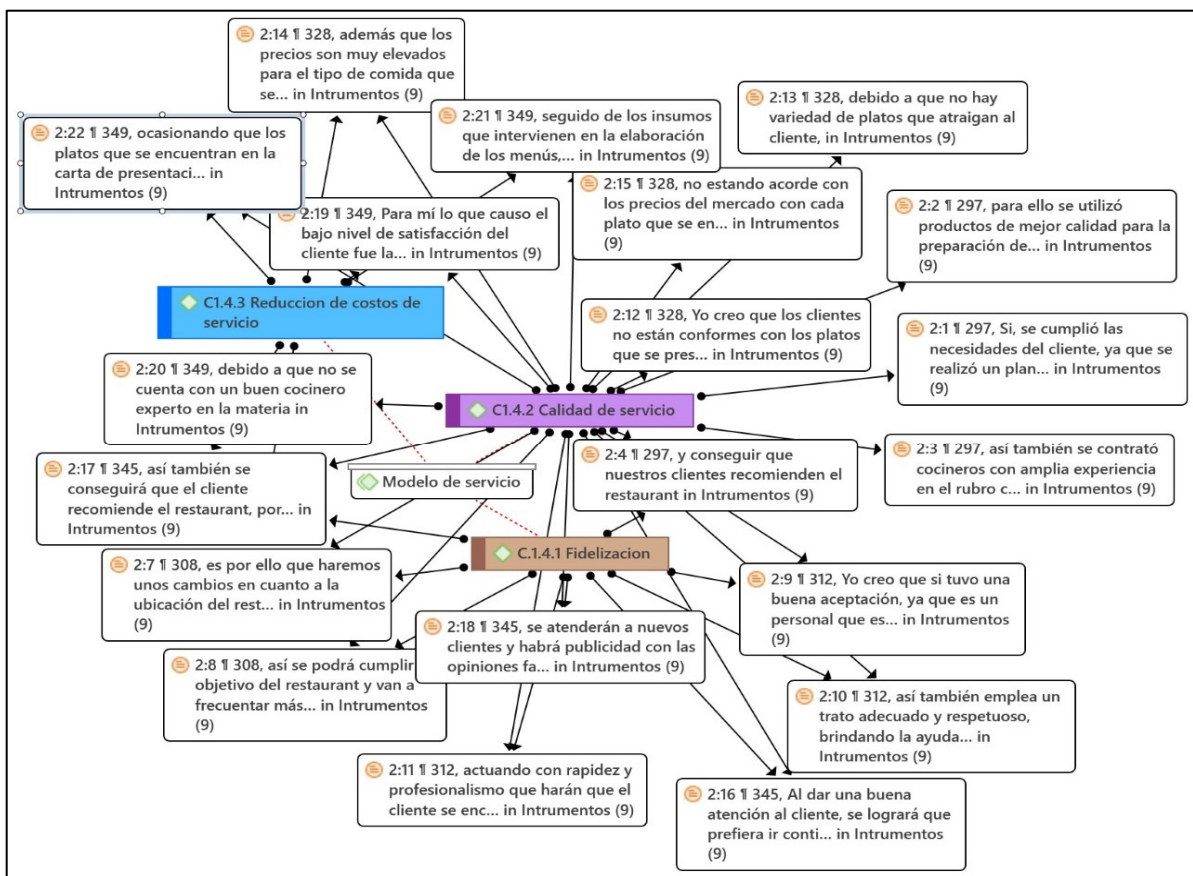 2:14 ¶ 328, además que los
precios son muy elevados
para el tipo de comida que
se... in Intrumentos (9)
2:22 ¶ 349, ocasionando que los
platos que se encuentran en la
carta de presentaci... in
Intrumentos (9)
2:21 ¶ 349, seguido de los insumos
que intervienen en la elaboración
de los menús,... in Intrumentos (9)
2:13 ¶ 328, debido a que no hay
variedad de platos que atraigan al
cliente, in Intrumentos (9)
2:19 ¶ 349, Para mí lo que causo el
bajo nivel de satisfacción del
cliente fue la... in Intrumentos
(9)
2:15 ¶ 328, no estando acorde con
los precios del mercado con cada
plato que se en... in Intrumentos
(9)
2:2 ¶ 297, para ello se utilizó
productos de mejor calidad para la
preparación de... in Intrumentos
(9)
C1.4.3 Reduccion de costos de
servicio
2:12 ¶ 328, Yo creo que los clientes
no están conformes con los platos
que se pres... in Intrumentos (9)
2:1 ¶ 297, Si, se cumplió las
necesidades del cliente, ya que se
realizó un plan... in Intrumentos
(9)
2:20 ¶ 349, debido a que no se
cuenta con un buen cocinero
experto en la materia in
Intrumentos (9)
C1.4.2 Calidad de servicio
2:17 ¶ 345, así también se
conseguirá que el cliente
recomiende el restaurant, por... in
Intrumentos (9)
Modelo de servicio
2:4 ¶ 297, y conseguir que
nuestros clientes recomienden el
restaurant in Intrumentos (9)
2:3 ¶ 297, así también se contrató
cocineros con amplia experiencia
en el rubro c... in Intrumentos (9)
C.1.4.1 Fidelizacion
2:7 ¶ 308, es por ello que haremos
unos cambios en cuanto a la
ubicación del rest... in Intrumentos
(9)
2:9 ¶ 312, Yo creo que si tuvo una
buena aceptación, ya que es un
personal que es... in Intrumentos
(9)
2:18 ¶ 345, se atenderán a nuevos
clientes y habrá publicidad con las
opiniones fa... in Intrumentos (9)
2:8 ¶ 308, así se podrá cumplir
objetivo del restaurant y van a
frecuentar más... in Intrumentos
(9)
2:10 ¶ 312, así también emplea un
trato adecuado y respetuoso,
brindando la ayuda... in
Intrumentos (9)
2:11 ¶ 312, actuando con rapidez y
profesionalismo que harán que el
cliente se enc... in Intrumentos
(9)
2:16 ¶ 345, Al dar una buena
atención al cliente, se logrará que
prefiera ir conti... in Intrumentos
(9)